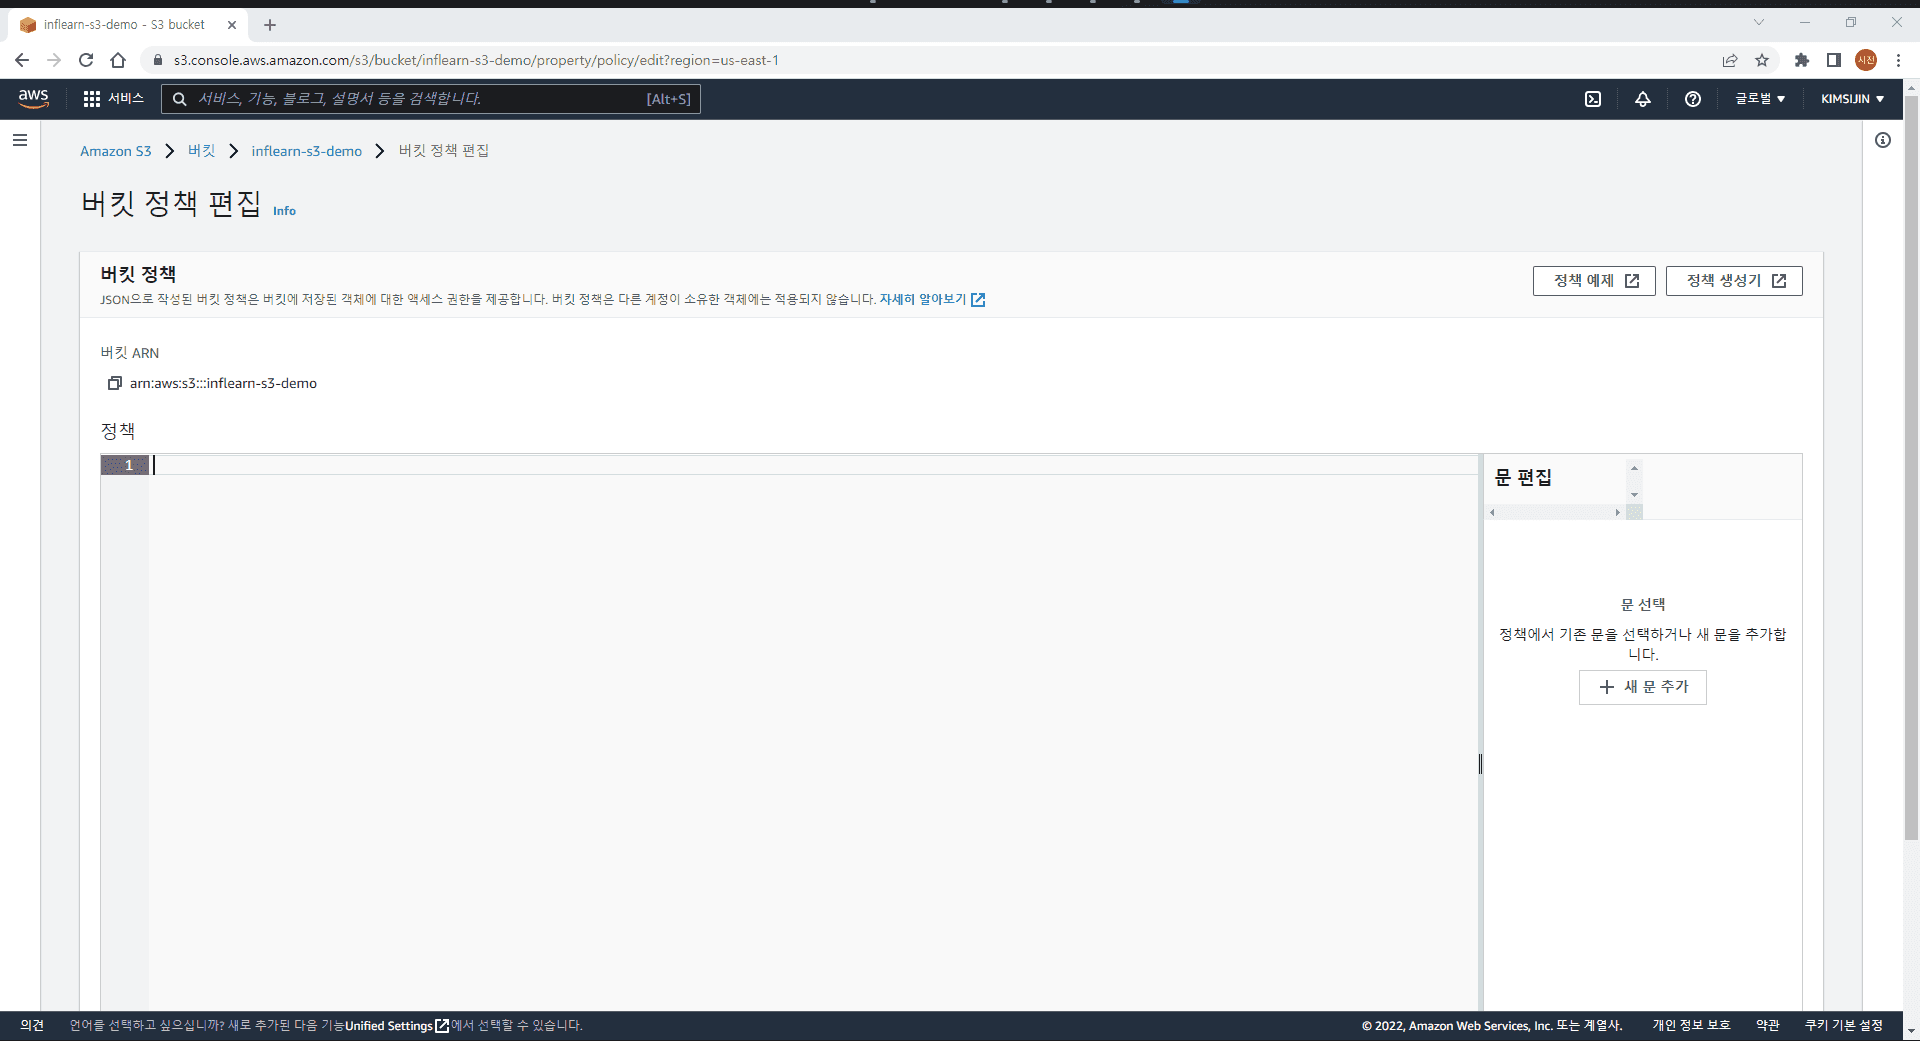 inflearn-s3-demo - S3 bucket
s3.console.aws.amazon.com/s3/bucket/inflearn-s3-demo/property/policy/edit?region=us-east-1
시진
aws
서비스
서비스, 기능, 블로그, 설명서 등을 검색합니다.
[Alt+S]
글로벌
KIMSIJIN
Amazon S3 > 버킷 > inflearn-s3-demo > 버킷 정책 편집
버킷 정책 편집 Info
버킷 정책
정책 예제
정책 생성기
JSON으로 작성된 버킷 정책은 버킷에 저장된 객체에 대한 액세스 권한을 제공합니다. 버킷 정책은 다른 계정이 소유한 객체에는 적용되지 않습니다. 자세히 알아보기
버킷 ARN
arn:aws:s3:::inflearn-s3-demo
정책
1
문 편집
문 선택
정책에서 기존 문을 선택하거나 새 문을 추가합
니다.
새 문 추가
의견
언어를 선택하고 싶으십니까? 새로 추가된 다음 기능Unified Settings에서 선택할 수 있습니다.
© 2022, Amazon Web Services, Inc. 또는 계열사.
개인 정보 보호
약관
쿠키 기본 설정